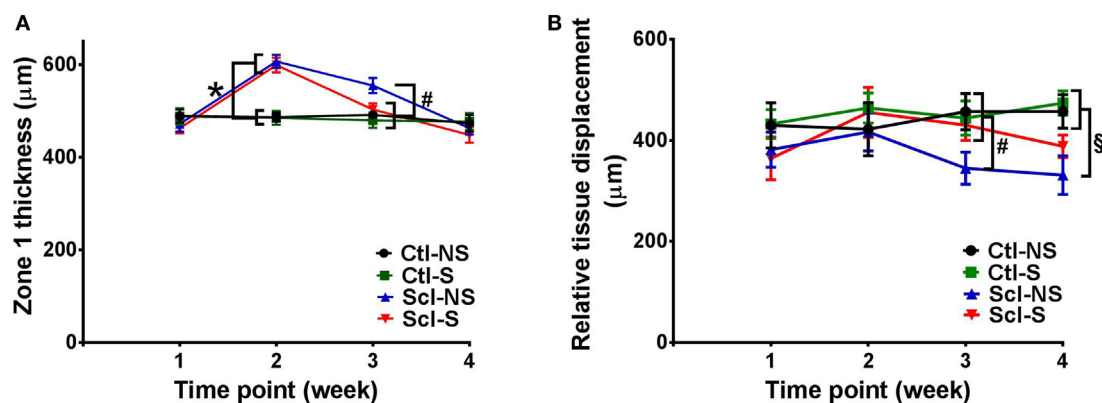 A
Zone 1 thickness (μm)
600
400
200
0
*
#
Ctl-NS
Ctl-S
Scl-NS
Scl-S
1 2 3 4
Time point (week)
B
Relative tissue displacement
(μm)
600
400
200
0
#
§
Ctl-NS
Ctl-S
Scl-NS
Scl-S
1 2 3 4
Time point (week)